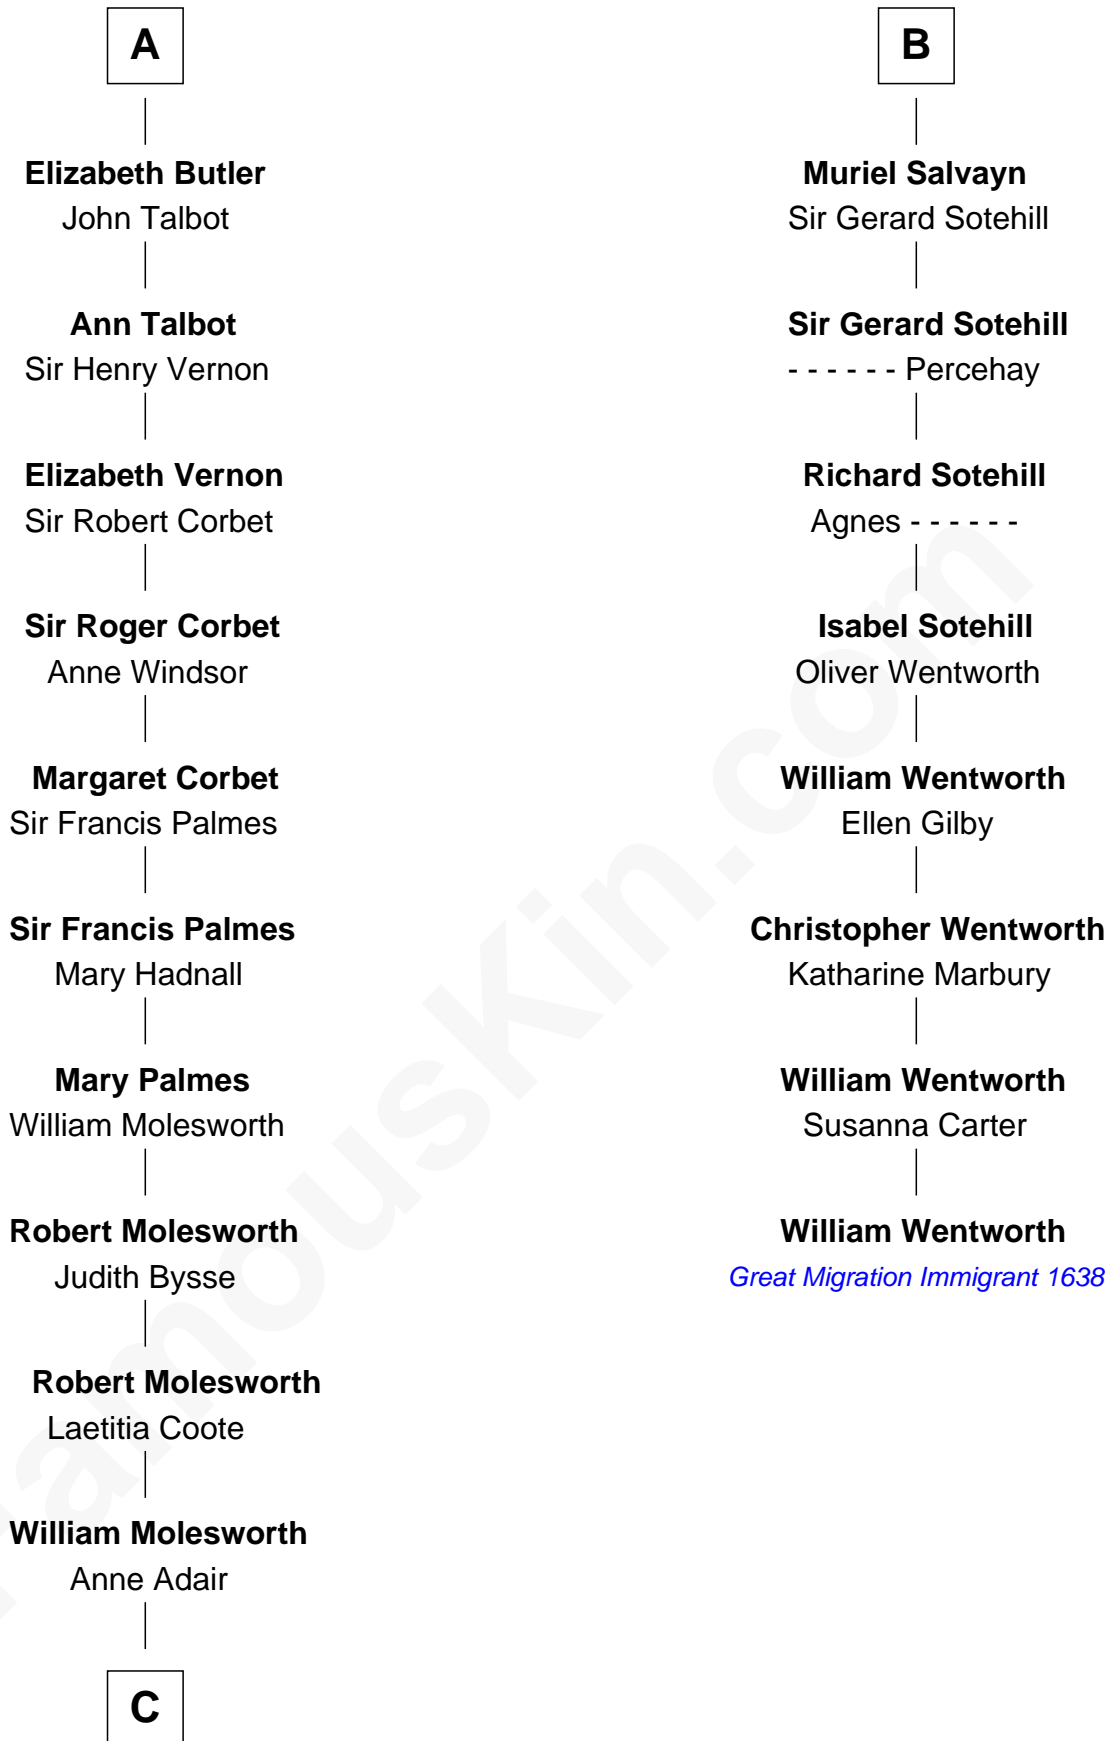 A
Elizabeth Butler
John Talbot
Ann Talbot
Sir Henry Vernon
Elizabeth Vernon
Sir Robert Corbet
Sir Roger Corbet
Anne Windsor
Margaret Corbet
Sir Francis Palmes
Sir Francis Palmes
Mary Hadnall
Mary Palmes
William Molesworth
Robert Molesworth
Judith Bysse
Robert Molesworth
Laetitia Coote
William Molesworth
Anne Adair
C
B
Muriel Salvayn
Sir Gerard Sotehill
Sir Gerard Sotehill
- - - - - - Percehay
Richard Sotehill
Agnes - - - - - -
Isabel Sotehill
Oliver Wentworth
William Wentworth
Ellen Gilby
Christopher Wentworth
Katharine Marbury
William Wentworth
Susanna Carter
William Wentworth
Great Migration Immigrant 1638
FamousKin.com